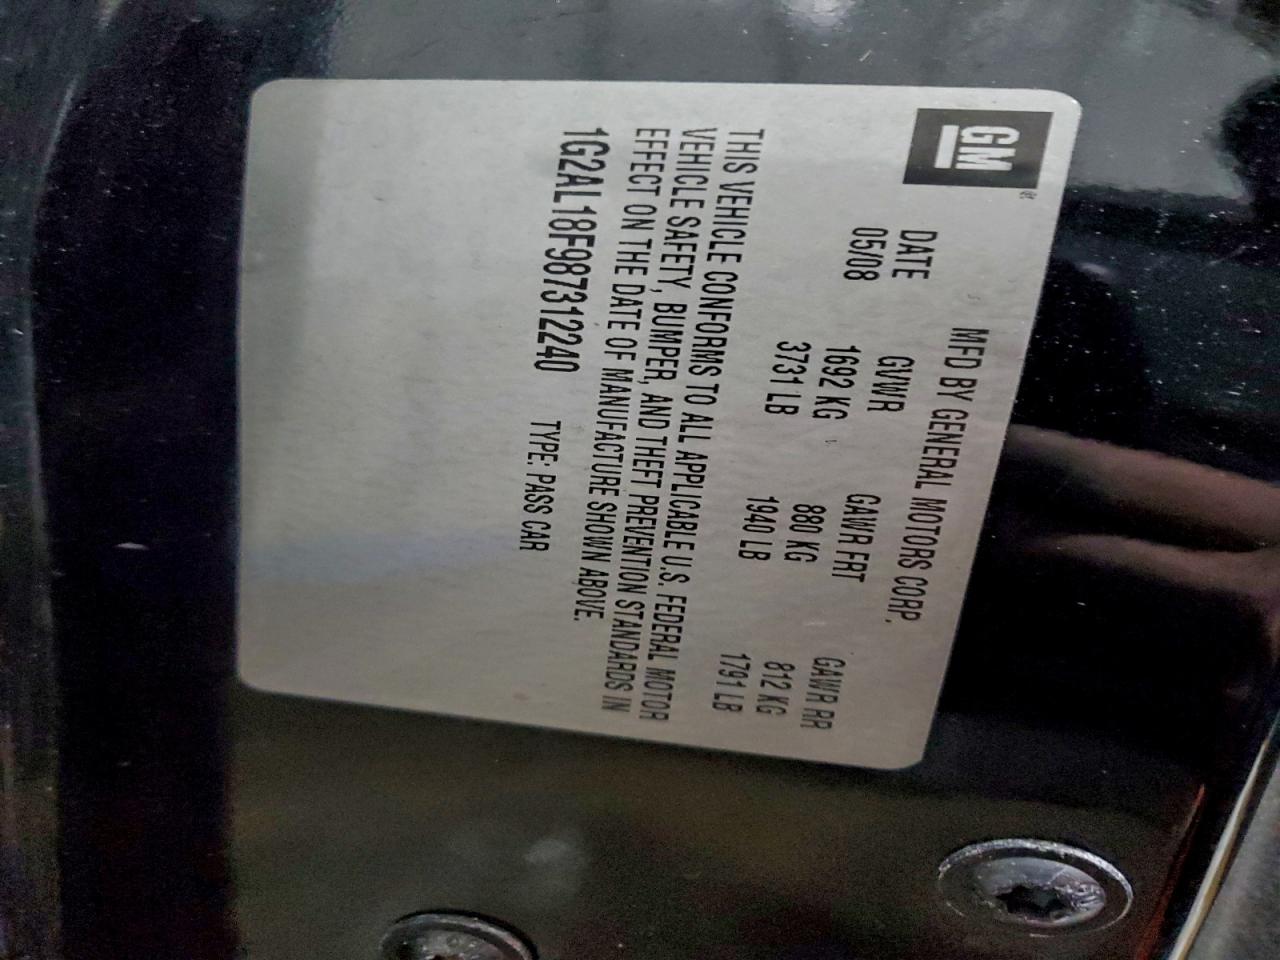 GM
MFD BY GENERAL MOTORS CORP.
DATE GVWR GAWR FRT GAWR RR
05/08 1692 KG 880 KG 812 KG
3731 LB 1940 LB 1791 LB
THIS VEHICLE CONFORMS TO ALL APPLICABLE U.S. FEDERAL MOTOR
VEHICLE SAFETY, BUMPER, AND THEFT PREVENTION STANDARDS IN
EFFECT ON THE DATE OF MANUFACTURE SHOWN ABOVE.
1G2AL18F987312240 TYPE: PASS CAR